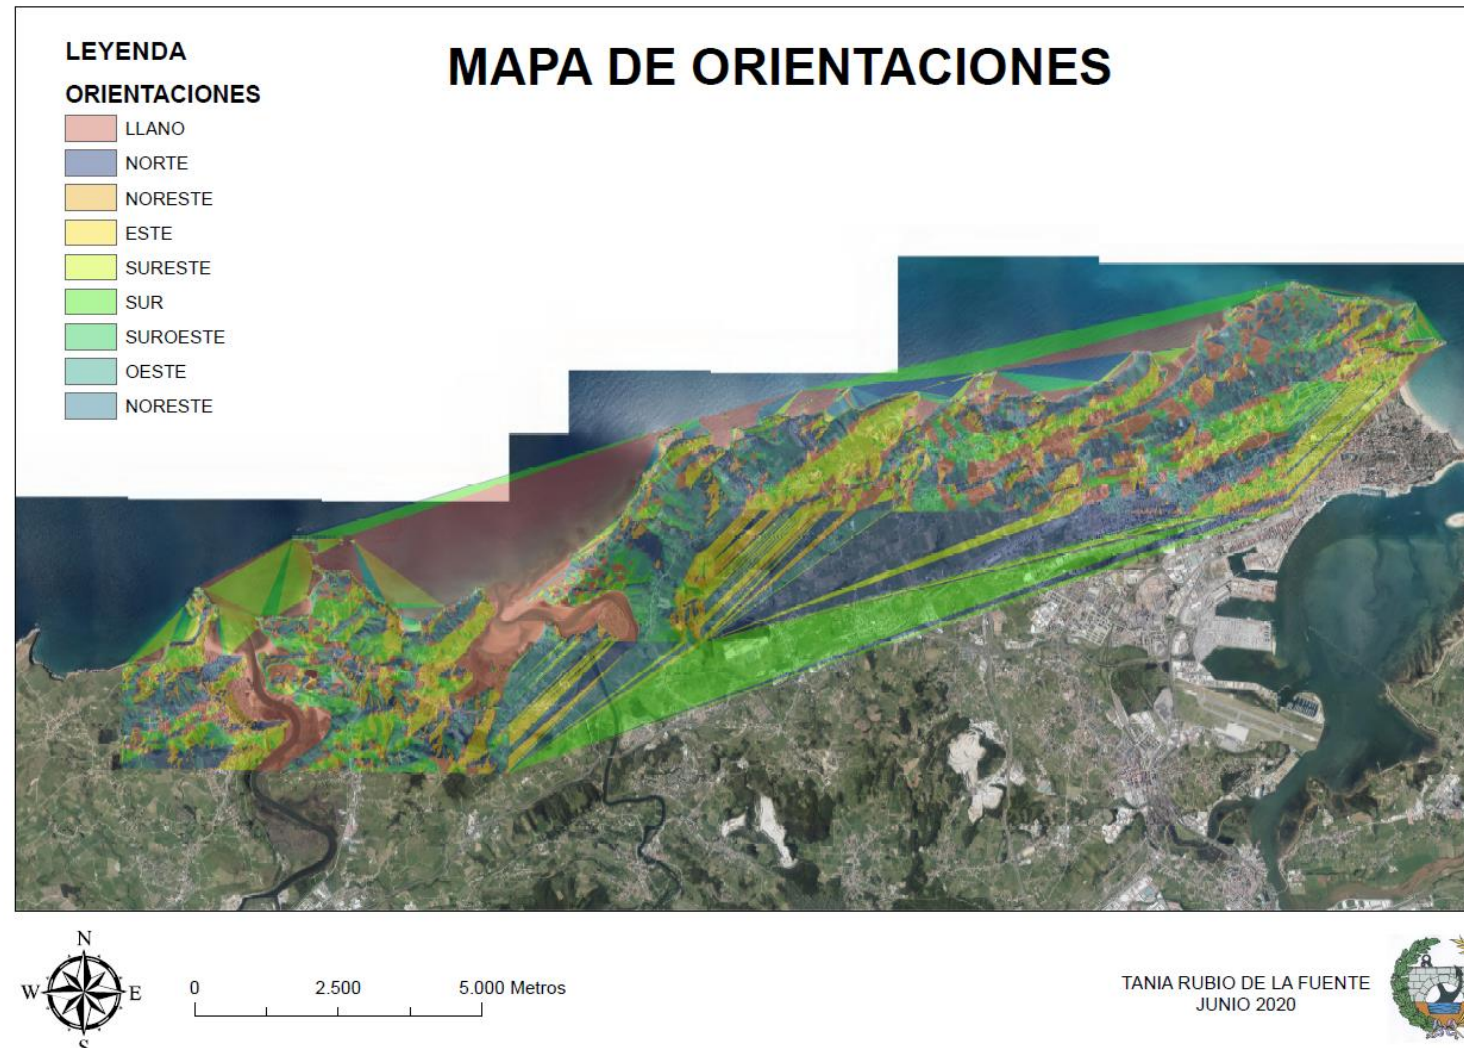 LEYENDA
MAPA DE ORIENTACIONES
ORIENTACIONES
LLANO
NORTE
NORESTE
ESTE
SURESTE
SUR
SUROESTE
OESTE
NORESTE
N
W
E
S
0
2.500
5.000 Metros
TANIA RUBIO DE LA FUENTE
JUNIO 2020